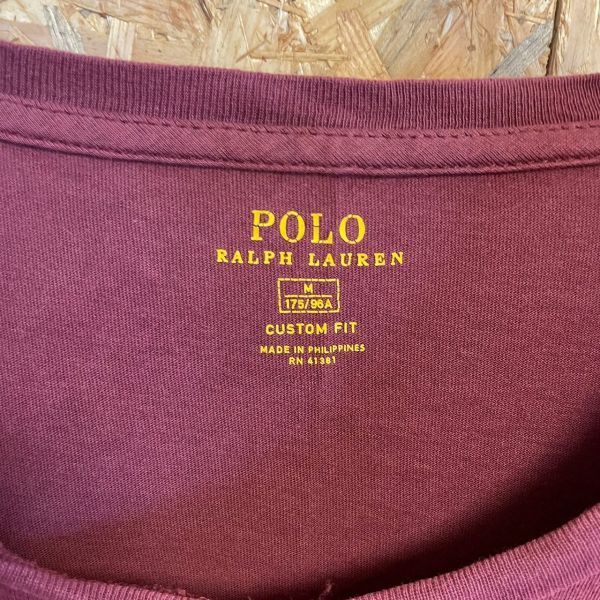 POLO
RALPH LAUREN
M
175/96A
CUSTOM FIT
MADE IN PHILIPPINES
RN 41381